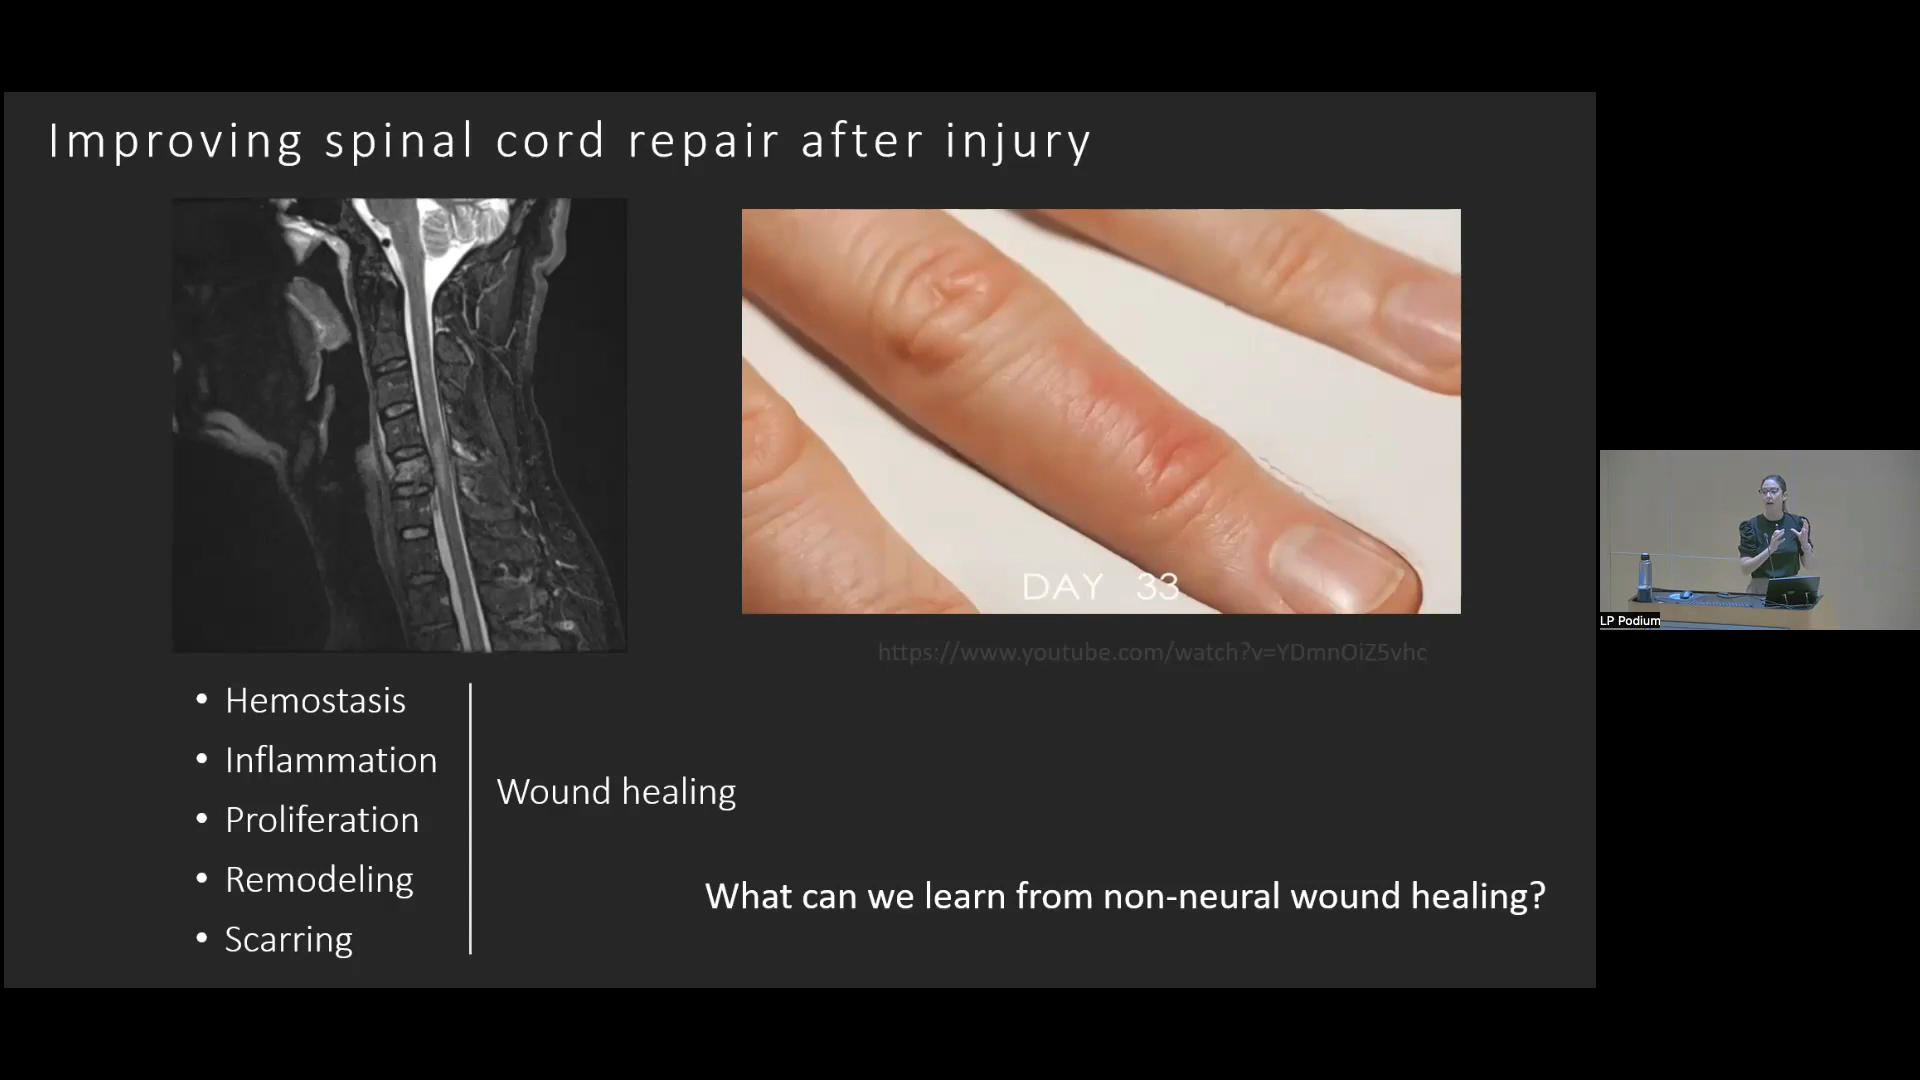 Improving spinal cord repair after injury
DAY 33
https://www.youtube.com/watch?v=YDmnOiZ5vhc
• Hemostasis
• Inflammation
• Proliferation
• Remodeling
• Scarring
Wound healing
What can we learn from non-neural wound healing?
LP Podium